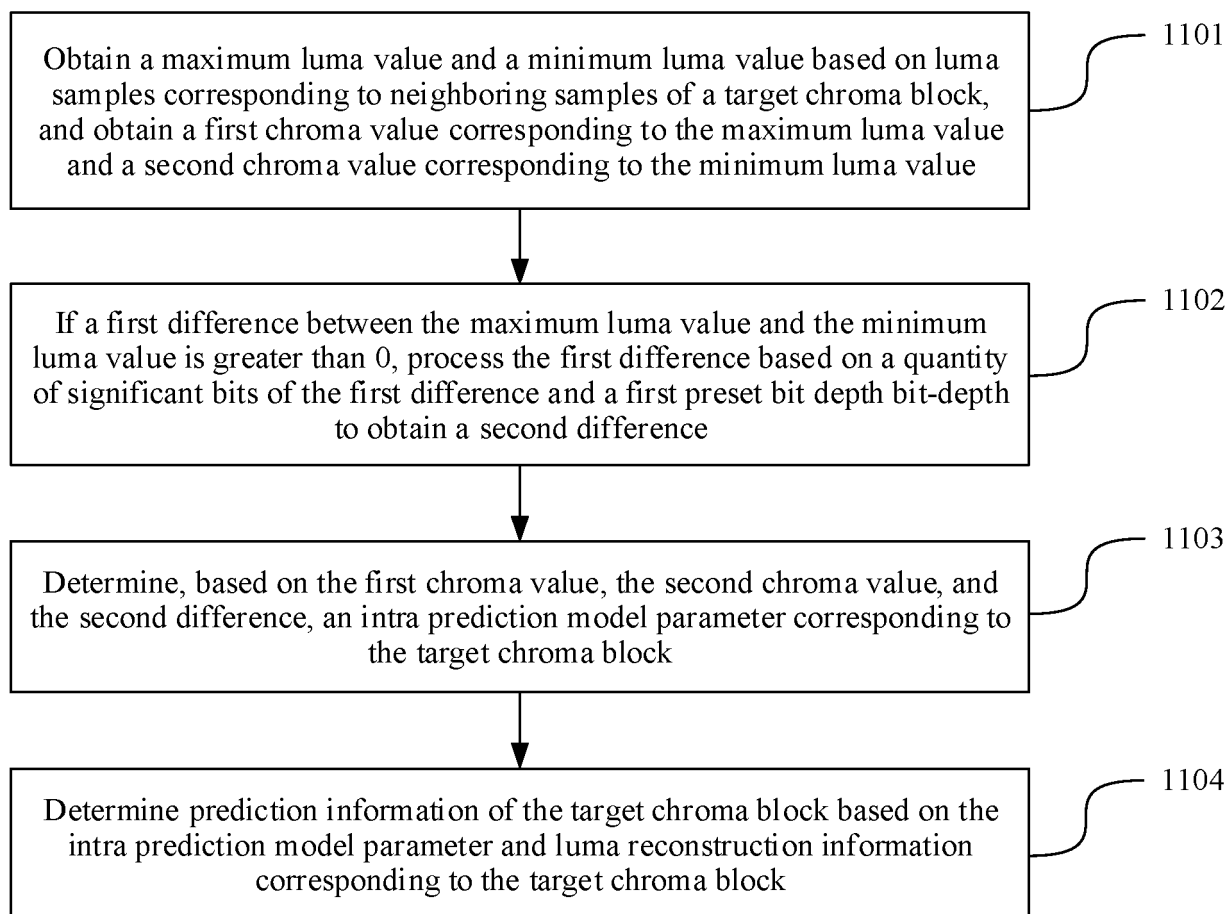 Obtain a maximum luma value and a minimum luma value based on luma
samples corresponding to neighboring samples of a target chroma block,
and obtain a first chroma value corresponding to the maximum luma value
and a second chroma value corresponding to the minimum luma value
1101
If a first difference between the maximum luma value and the minimum
luma value is greater than 0, process the first difference based on a quantity
of significant bits of the first difference and a first preset bit depth bit-depth
to obtain a second difference
1102
Determine, based on the first chroma value, the second chroma value, and
the second difference, an intra prediction model parameter corresponding to
the target chroma block
1103
Determine prediction information of the target chroma block based on the
intra prediction model parameter and luma reconstruction information
corresponding to the target chroma block
1104